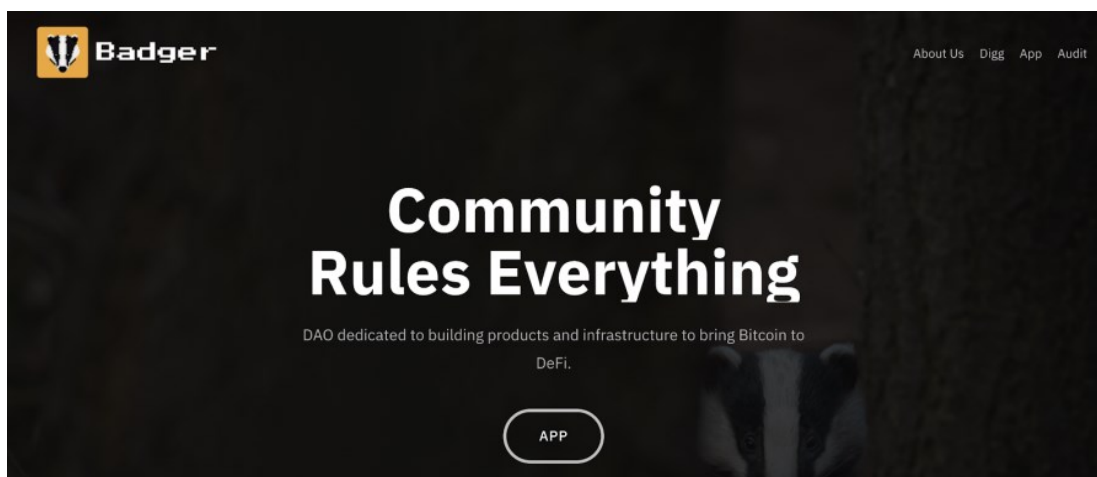 Badger
About Us Digg App Audit
Community
Rules Everything
DAO dedicated to building products and infrastructure to bring Bitcoin to
DeFi.
APP